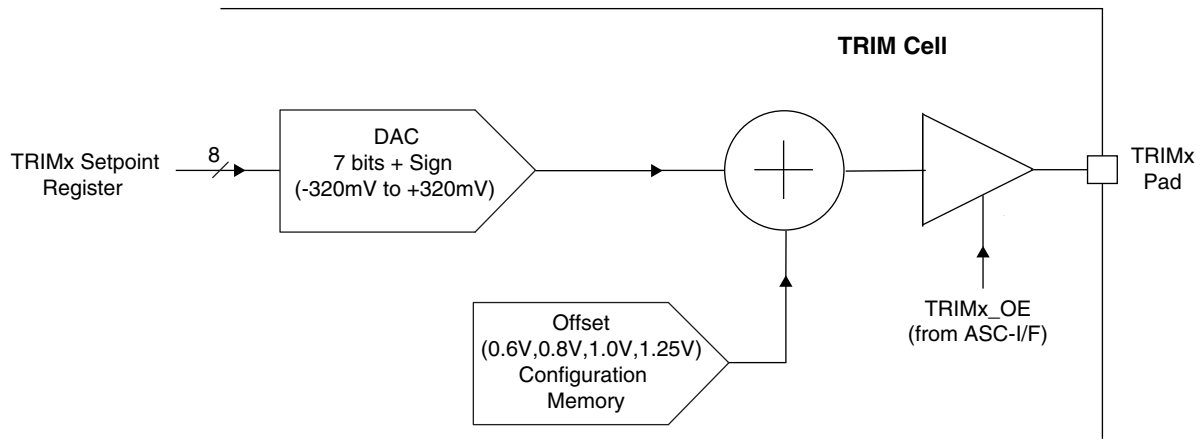 TRIM Cell
8
DAC
7 bits + Sign
(-320mV to +320mV)
TRIMx Setpoint
Register
TRIMx
Pad
TRIMx_OE
(from ASC-I/F)
Offset
(0.6V,0.8V,1.0V,1.25V)
Configuration
Memory